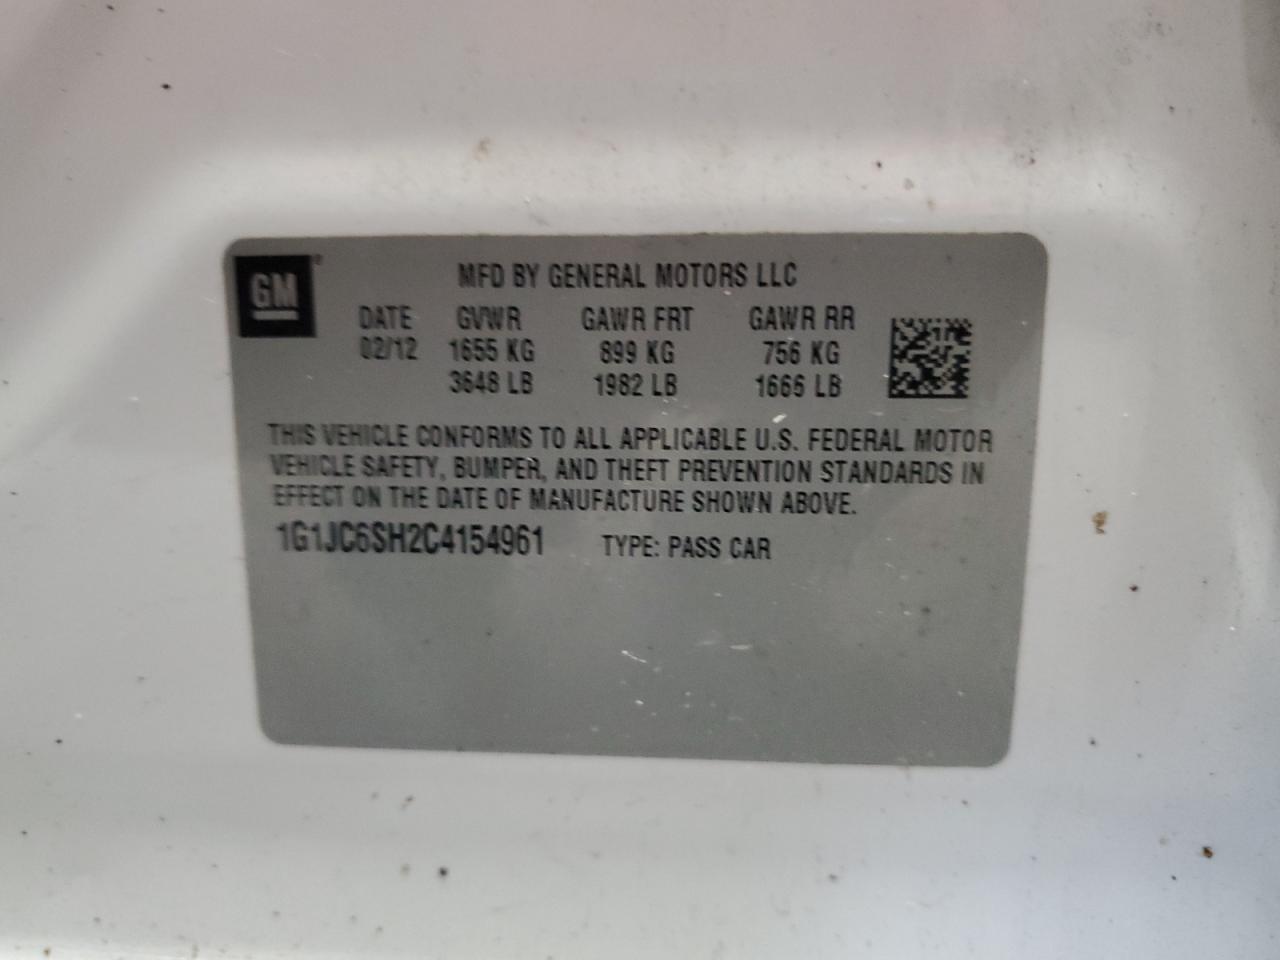 GM
MFD BY GENERAL MOTORS LLC
DATE GVWR GAWR FRT GAWR RR
02/12 1655 KG 899 KG 756 KG
3648 LB 1982 LB 1665 LB
THIS VEHICLE CONFORMS TO ALL APPLICABLE U.S. FEDERAL MOTOR
VEHICLE SAFETY, BUMPER, AND THEFT PREVENTION STANDARDS IN
EFFECT ON THE DATE OF MANUFACTURE SHOWN ABOVE.
1G1JC6SH2C4154961 TYPE: PASS CAR